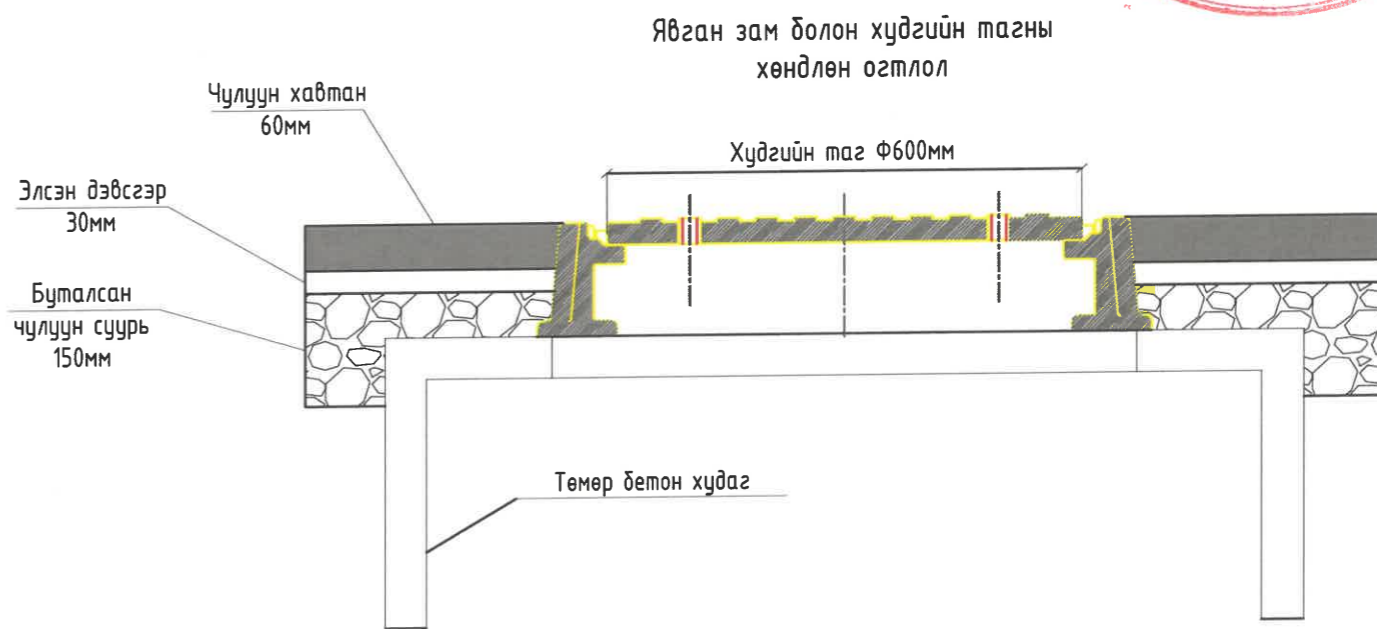 Явган зам болон худгийн тагны
хөндлөн огтлол
Чулуун хавтан
60мм
Худгийн таг Ф600мм
Элсэн дэвсгэр
30мм
Буталсан
чулуун суурь
150мм
Төмөр бетон худаг